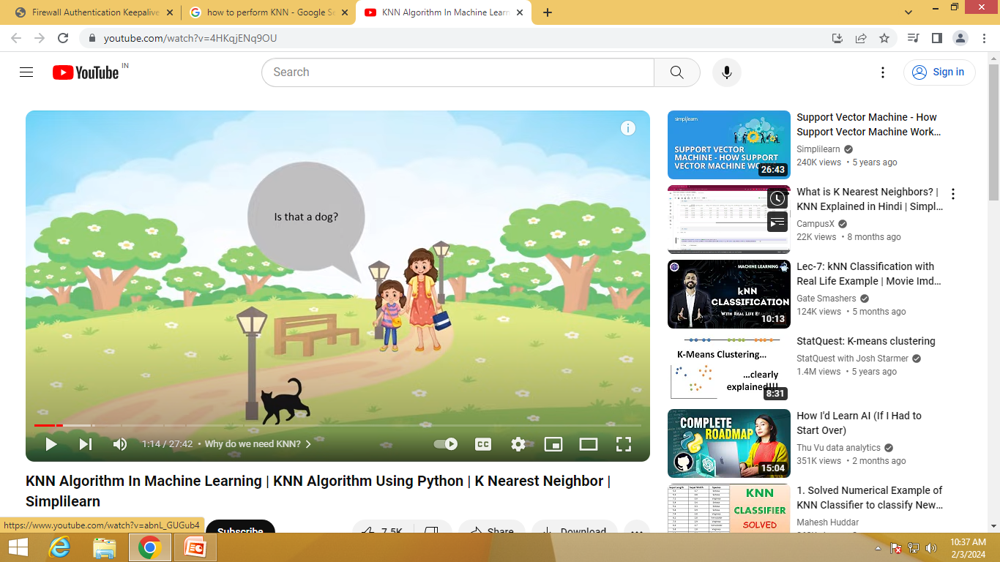 Firewall Authentication Keepalive
how to perform KNN - Google Se
KNN Algorithm In Machine Learn
youtube.com/watch?v=4HKqjENq9OU
YouTube IN
Search
Sign in
Is that a dog?
1:14 / 27:42 • Why do we need KNN?
CC
KNN Algorithm In Machine Learning | KNN Algorithm Using Python | K Nearest Neighbor |
Simplilearn
https://www.youtube.com/watch?v=abnL_GUGub4
Subscribe
7.5K
Share
Download
simplilearn
SUPPORT VECTOR
MACHINE - HOW SUPPORT
VECTOR MACHINE WO
26:43
Support Vector Machine - How
Support Vector Machine Work...
Simplilearn
240K views • 5 years ago
What is K Nearest Neighbors? |
KNN Explained in Hindi | Simpl...
CampusX
22K views • 8 months ago
MACHINE LEARNING
kNN
CLASSIFICATION
WITH REAL LIFE
10:13
Lec-7: kNN Classification with
Real Life Example | Movie Imd...
Gate Smashers
124K views • 5 months ago
K-Means Clustering...
...clearly
explained!!!
8:31
StatQuest: K-means clustering
StatQuest with Josh Starmer
1.4M views • 5 years ago
COMPLETE
ROADMAP
15:04
How I'd Learn AI (If I Had to
Start Over)
Thu Vu data analytics
351K views • 2 months ago
KNN
CLASSIFIER
SOLVED
1. Solved Numerical Example of
KNN Classifier to classify New...
Mahesh Huddar
10:37 AM
2/3/2024